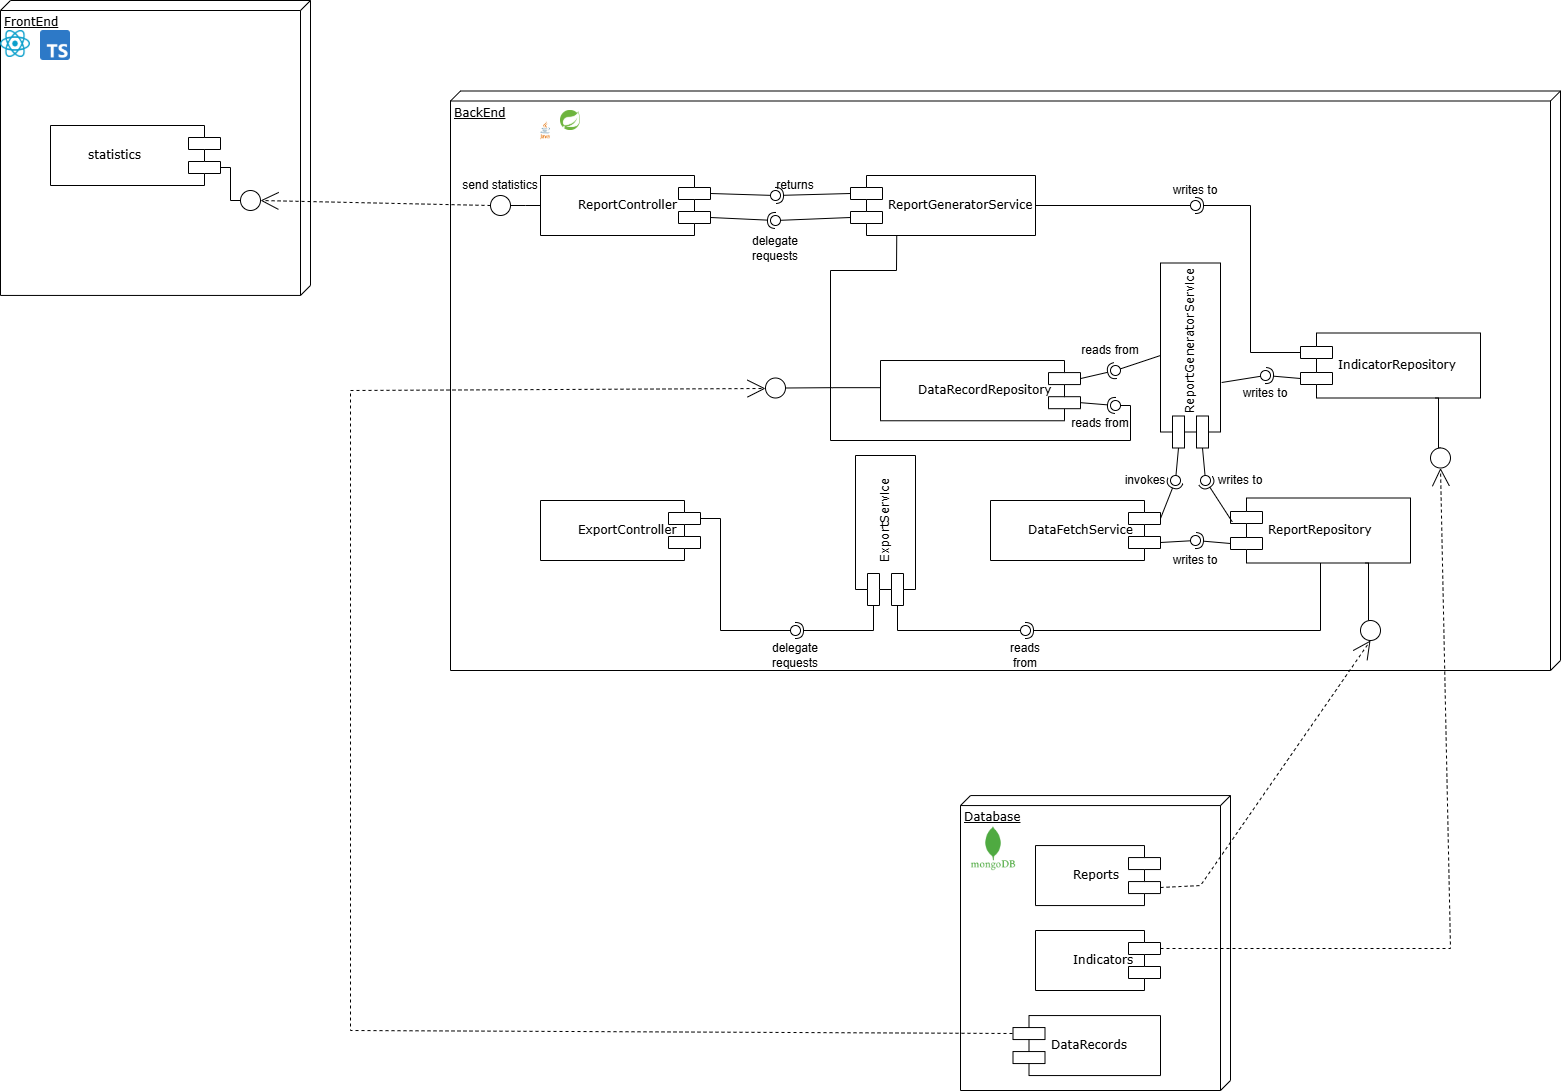 FrontEnd
TS
statistics
BackEnd
Java
send statistics
ReportController
returns
delegate
requests
ReportGeneratorService
writes to
ReportGeneratorService
reads from
DataRecordRepository
reads from
IndicatorRepository
writes to
invokes
writes to
ExportController
ExportService
DataFetchService
writes to
ReportRepository
delegate
requests
reads
from
Database
mongoDB
Reports
Indicators
DataRecords